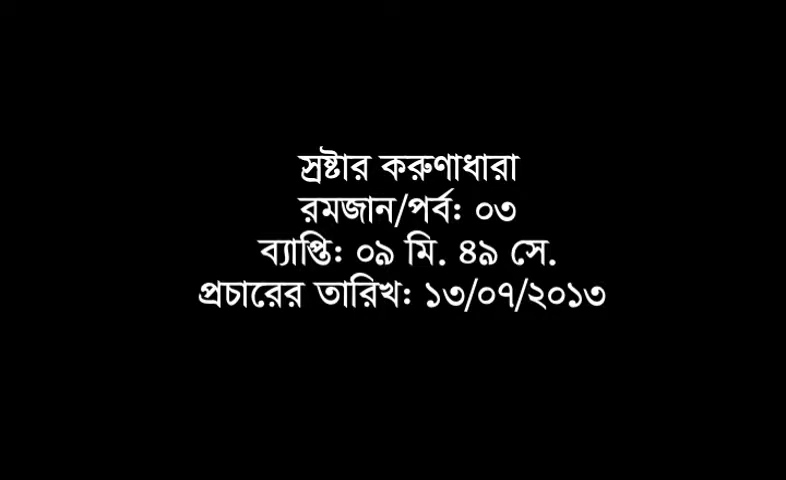 স্রষ্টার করুণাধারা
রমজান/পর্ব: ০৩
ব্যাপ্তি: ০৯ মি. ৪৯ সে.
প্রচারের তারিখ: ১৩/০৭/২০১৩